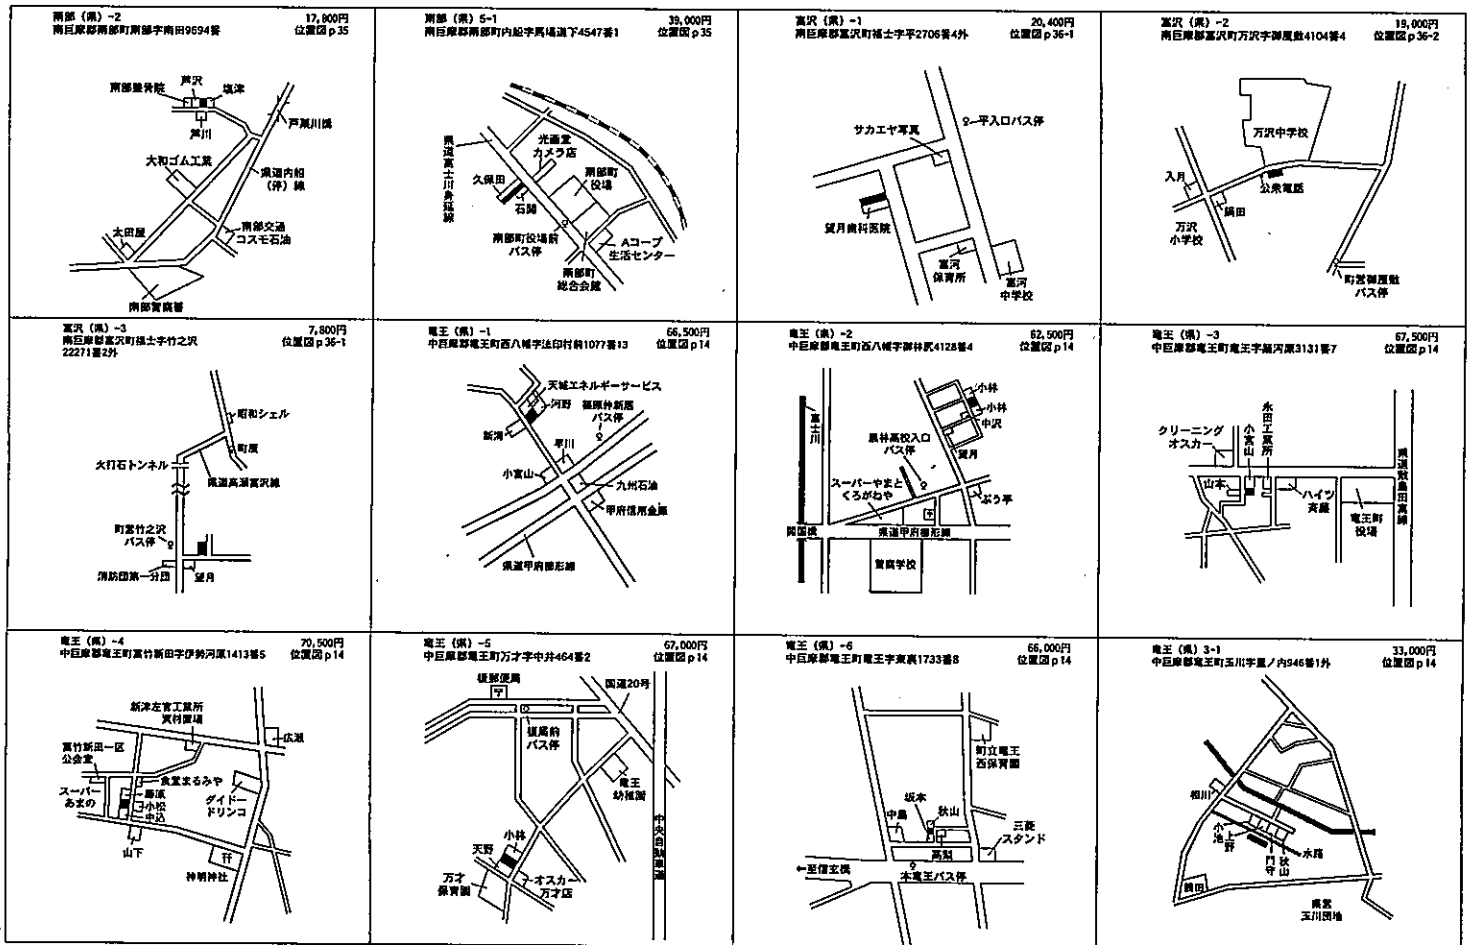 南部（県）-2 17,800円
南巨摩郡南部町南部字南田9694番 位置図p35
南部整骨院
芦沢
塩津
芦川
戸栗川橋
大和ゴム工業
県道内船
（停）線
太田屋
南部交通
コスモ石油
南部警察署
南部（県）5-1 39,000円
南巨摩郡南部町内船字馬場道下4547番1 位置図p35
県道富士川身延線
光画堂
カメラ店
久保田
石関
南部町
役場
南部町役場前
バス停
Aコープ
生活センター
南部町
総合会館
富沢（県）-1 20,400円
南巨摩郡富沢町福士字平2706番4外 位置図p36-1
平入口バス停
サカエヤ写真
望月歯科医院
富河
保育所
富河
中学校
富沢（県）-2 19,000円
南巨摩郡富沢町万沢字御屋敷4104番4 位置図p36-2
万沢中学校
入月
公衆電話
鍋田
万沢
小学校
町営御屋敷
バス停
富沢（県）-3 7,800円
南巨摩郡富沢町福士字竹之沢 位置図p36-1
22271番2外
昭和シェル
町屋
火打石トンネル
県道高瀬富沢線
町営竹之沢
バス停
消防団第一分団
望月
竜王（県）-1 66,500円
中巨摩郡竜王町西八幡字法印村前1077番13 位置図p14
天城エネルギーサービス
河野
新海
早川
バス停
小宮山
九州石油
甲府信用金庫
県道甲府櫛形線
竜王（県）-2 62,500円
中巨摩郡竜王町西八幡字御林尻4128番4 位置図p14
富士川
小林
小林
中沢
農林高校入口
バス停
望月
スーパーやまと
くろがねや
ぶう亭
〒
開国橋
県道甲府櫛形線
警察学校
竜王（県）-3 67,500円
中巨摩郡竜王町竜王字屑河原3131番7 位置図p14
クリーニング
オスカー
小宮山
永田工業所
県道敷島田富線
山本
ハイツ
斉藤
竜王町
役場
竜王（県）-4 70,500円
中巨摩郡竜王町富竹新田字伊勢河原1413番5 位置図p14
新津左官工業所
資材置場
広瀬
富竹新田一区
公会堂
食堂まるみや
スーパー
あまの
藤原
小松
中込
ダイドー
ドリンコ
山下
神明神社
竜王（県）-5 67,000円
中巨摩郡竜王町万才字中井464番2 位置図p14
榎郵便局
〒
国道20号
榎局前
バス停
竜王
幼稚園
中央自動車道
小林
天野
オスカー
万才店
万才
保育園
竜王（県）-6 66,000円
中巨摩郡竜王町竜王字東裏1733番8 位置図p14
町立竜王
西保育園
坂本
秋山
中島
三菱
スタンド
高梨
←至信玄橋
本竜王バス停
竜王（県）3-1 33,000円
中巨摩郡竜王町玉川字里ノ内946番1外 位置図p14
相川
小池
上野
門守
秋山
水路
鶴田
県営
玉川団地